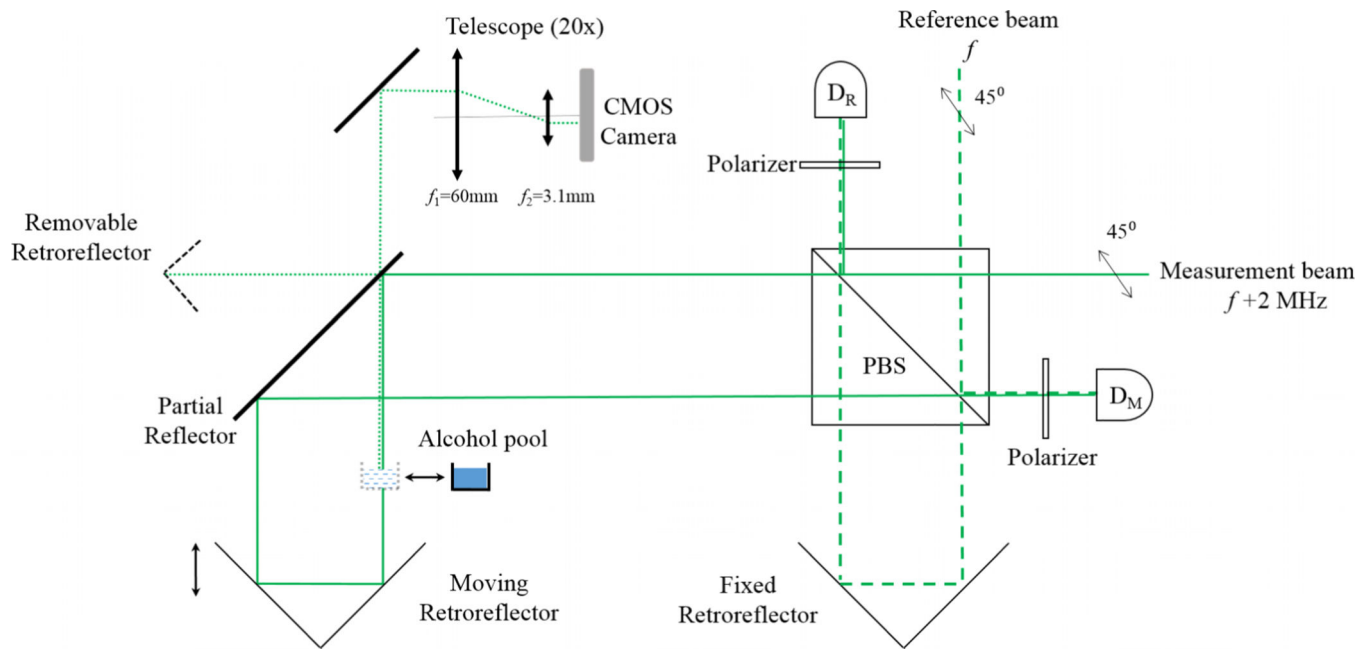 Telescope (20x)
CMOS
Camera
f₁=60mm
f₂=3.1mm
Reference beam
f
45⁰
D_R
Polarizer
Removable
Retroreflector
45⁰
Measurement beam
f +2 MHz
PBS
D_M
Polarizer
Partial
Reflector
Alcohol pool
Moving
Retroreflector
Fixed
Retroreflector